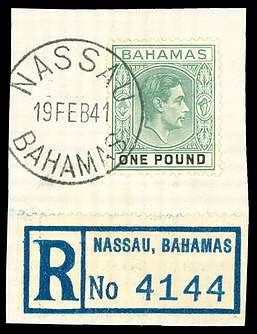 NASSAU
19FEB41
BAHAMAS
BAHAMAS
ONE POUND
R
NASSAU, BAHAMAS
No 4144